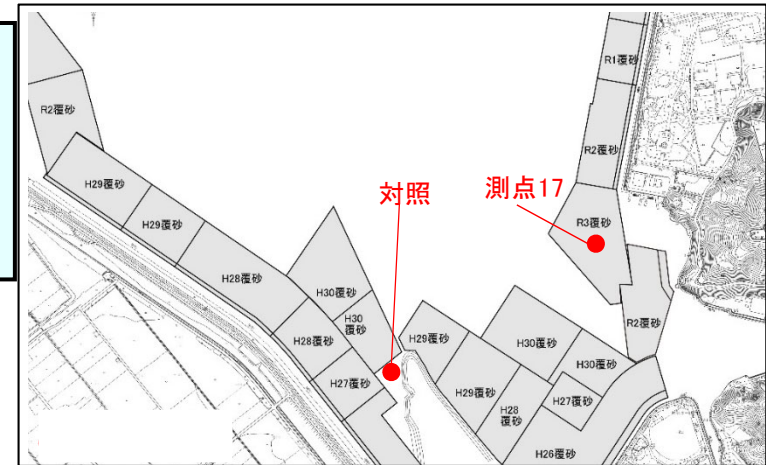 R1覆砂
R2覆砂
R2覆砂
H29覆砂
対照
測点17
H29覆砂
R3覆砂
H28覆砂
H30覆砂
H30
覆砂
R2覆砂
H28覆砂
H29覆砂
H30覆砂
H30覆砂
H27覆砂
H29覆砂
H27覆砂
H28
覆砂
H26覆砂